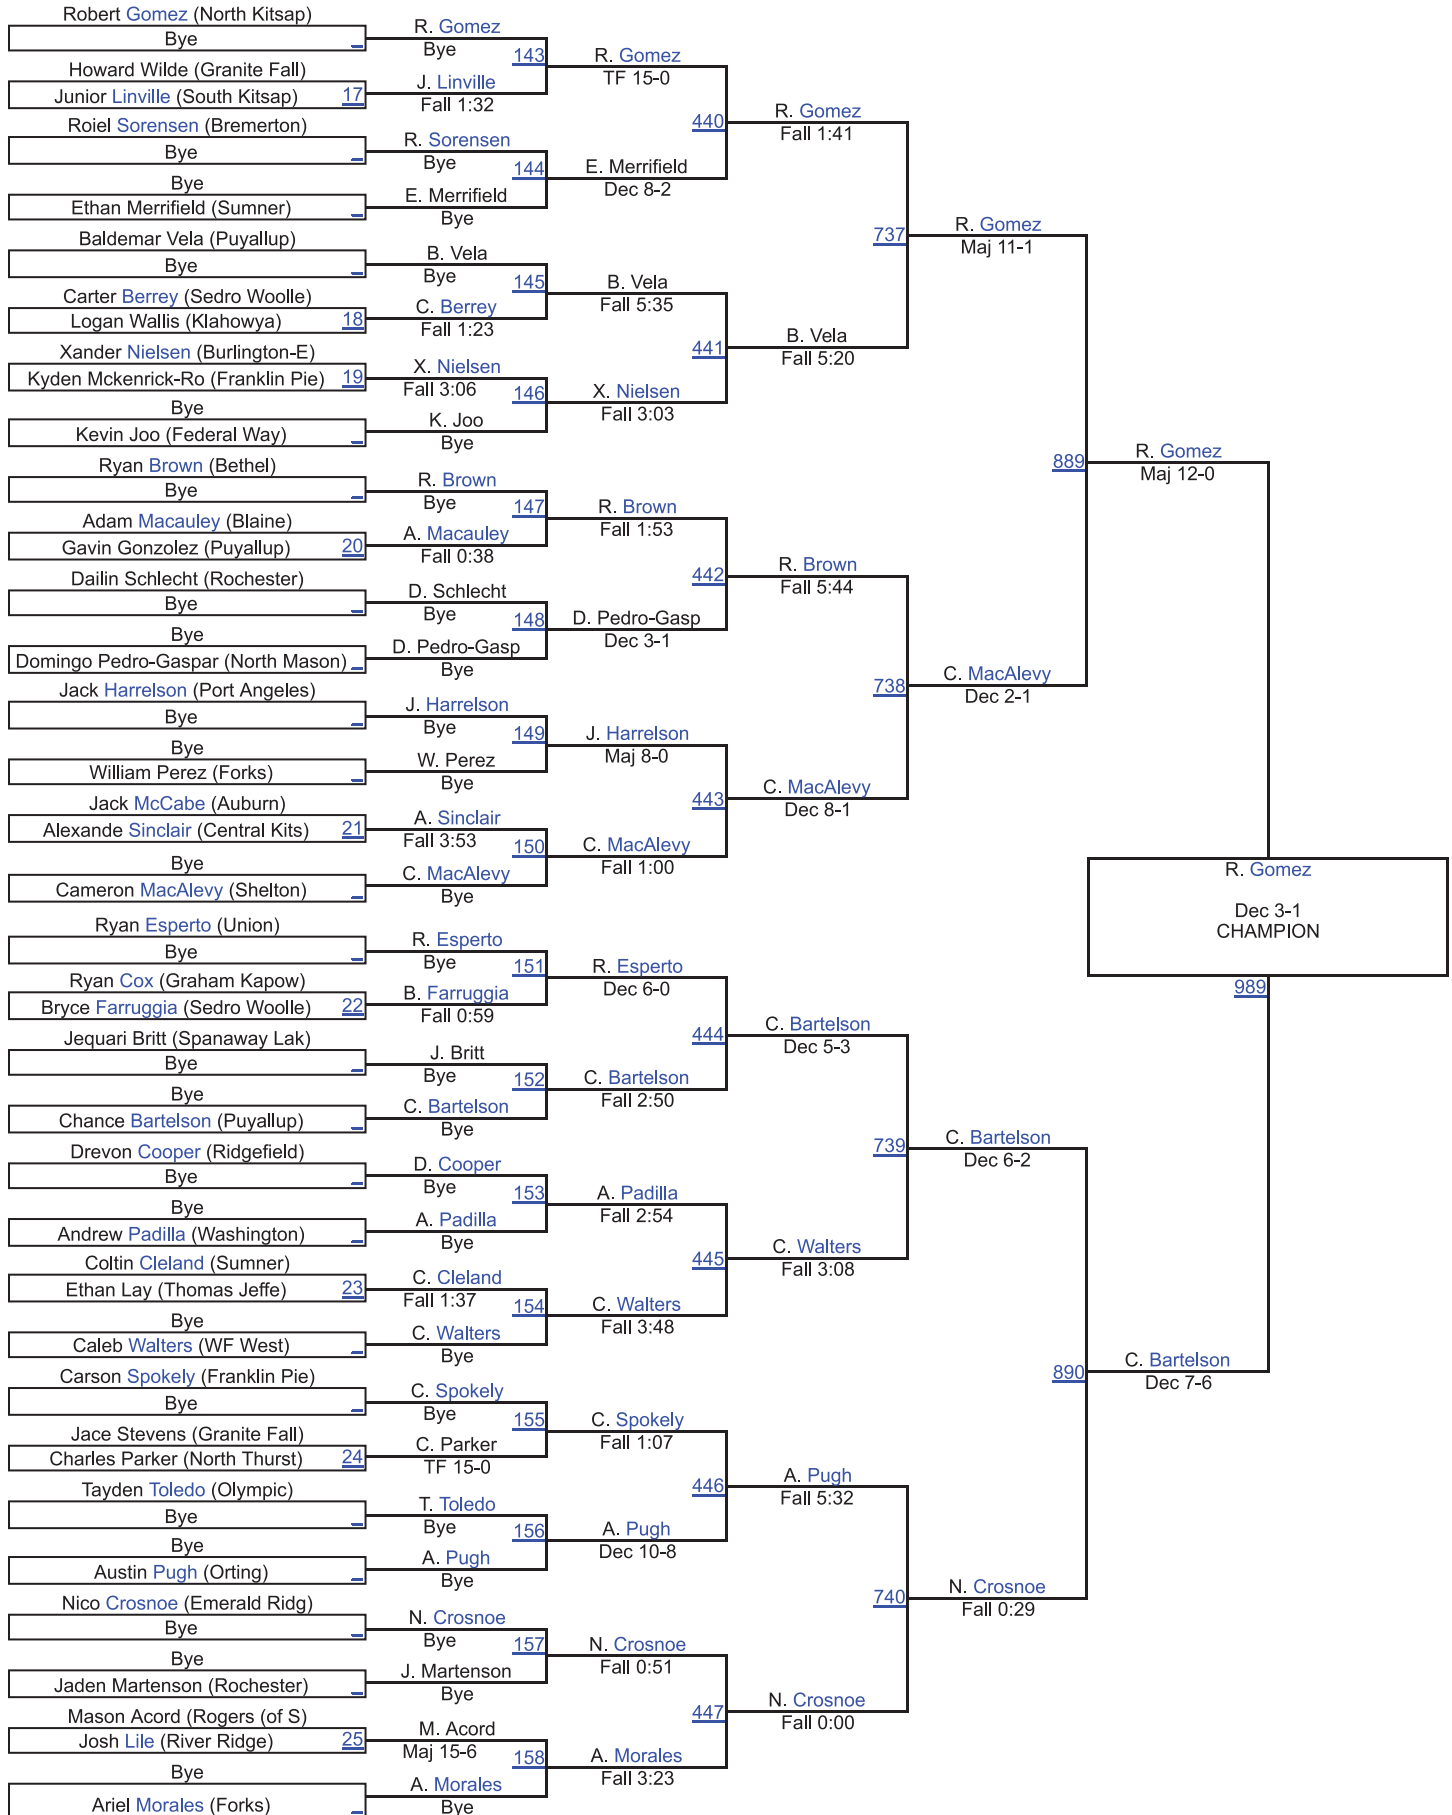 Robert Gomez (North Kitsap)
Bye
Howard Wilde (Granite Fall)
Junior Linville (South Kitsap) 17
Roiel Sorensen (Bremerton)
Bye
Bye
Ethan Merrifield (Sumner)
Baldemar Vela (Puyallup)
Bye
Carter Berrey (Sedro Woolle)
Logan Wallis (Klahowya) 18
Xander Nielsen (Burlington-E)
Kyden Mckenrick-Ro (Franklin Pie) 19
Bye
Kevin Joo (Federal Way)
Ryan Brown (Bethel)
Bye
Adam Macauley (Blaine)
Gavin Gonzolez (Puyallup) 20
Dailin Schlecht (Rochester)
Bye
Bye
Domingo Pedro-Gaspar (North Mason)
Jack Harrelson (Port Angeles)
Bye
Bye
William Perez (Forks)
Jack McCabe (Auburn)
Alexande Sinclair (Central Kits) 21
Bye
Cameron MacAlevy (Shelton)
Ryan Esperto (Union)
Bye
Ryan Cox (Graham Kapow)
Bryce Farruggia (Sedro Woolle) 22
Jequari Britt (Spanaway Lak)
Bye
Bye
Chance Bartelson (Puyallup)
Drevon Cooper (Ridgefield)
Bye
Bye
Andrew Padilla (Washington)
Coltin Cleland (Sumner)
Ethan Lay (Thomas Jeffe) 23
Bye
Caleb Walters (WF West)
Carson Spokely (Franklin Pie)
Bye
Jace Stevens (Granite Fall)
Charles Parker (North Thurst) 24
Tayden Toledo (Olympic)
Bye
Bye
Austin Pugh (Orting)
Nico Crosnoe (Emerald Ridg)
Bye
Bye
Jaden Martenson (Rochester)
Mason Acord (Rogers (of S)
Josh Lile (River Ridge) 25
Bye
Ariel Morales (Forks)
R. Gomez
Bye
143
J. Linville
Fall 1:32
R. Sorensen
Bye
144
E. Merrifield
Bye
B. Vela
Bye
145
C. Berrey
Fall 1:23
X. Nielsen
Fall 3:06
146
K. Joo
Bye
R. Brown
Bye
147
A. Macauley
Fall 0:38
D. Schlecht
Bye
148
D. Pedro-Gasp
Bye
J. Harrelson
Bye
149
W. Perez
Bye
A. Sinclair
Fall 3:53
150
C. MacAlevy
Bye
R. Esperto
Bye
151
B. Farruggia
Fall 0:59
J. Britt
Bye
152
C. Bartelson
Bye
D. Cooper
Bye
153
A. Padilla
Bye
C. Cleland
Fall 1:37
154
C. Walters
Bye
C. Spokely
Bye
155
C. Parker
TF 15-0
T. Toledo
Bye
156
A. Pugh
Bye
N. Crosnoe
Bye
157
J. Martenson
Bye
M. Acord
Maj 15-6
158
A. Morales
Bye
R. Gomez
TF 15-0
440
E. Merrifield
Dec 8-2
B. Vela
Fall 5:35
441
X. Nielsen
Fall 3:03
R. Brown
Fall 1:53
442
D. Pedro-Gasp
Dec 3-1
J. Harrelson
Maj 8-0
443
C. MacAlevy
Fall 1:00
R. Esperto
Dec 6-0
444
C. Bartelson
Fall 2:50
A. Padilla
Fall 2:54
445
C. Walters
Fall 3:48
C. Spokely
Fall 1:07
446
A. Pugh
Dec 10-8
N. Crosnoe
Fall 0:51
447
A. Morales
Fall 3:23
R. Gomez
Fall 1:41
737
B. Vela
Fall 5:20
R. Brown
Fall 5:44
738
C. MacAlevy
Dec 8-1
C. Bartelson
Dec 5-3
739
C. Walters
Fall 3:08
A. Pugh
Fall 5:32
740
N. Crosnoe
Fall 0:00
R. Gomez
Maj 11-1
889
C. MacAlevy
Dec 2-1
C. Bartelson
Dec 6-2
890
N. Crosnoe
Fall 0:29
R. Gomez
Maj 12-0
C. Bartelson
Dec 7-6
R. Gomez
Dec 3-1
CHAMPION
989